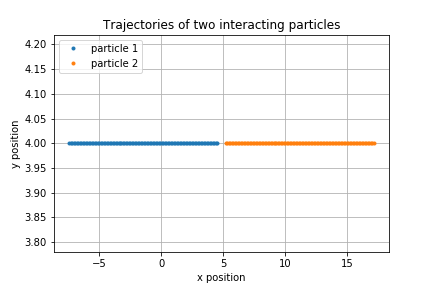 Trajectories of two interacting particles
particle 1
particle 2
y position
4.20
4.15
4.10
4.05
4.00
3.95
3.90
3.85
3.80
−5
0
5
10
15
x position